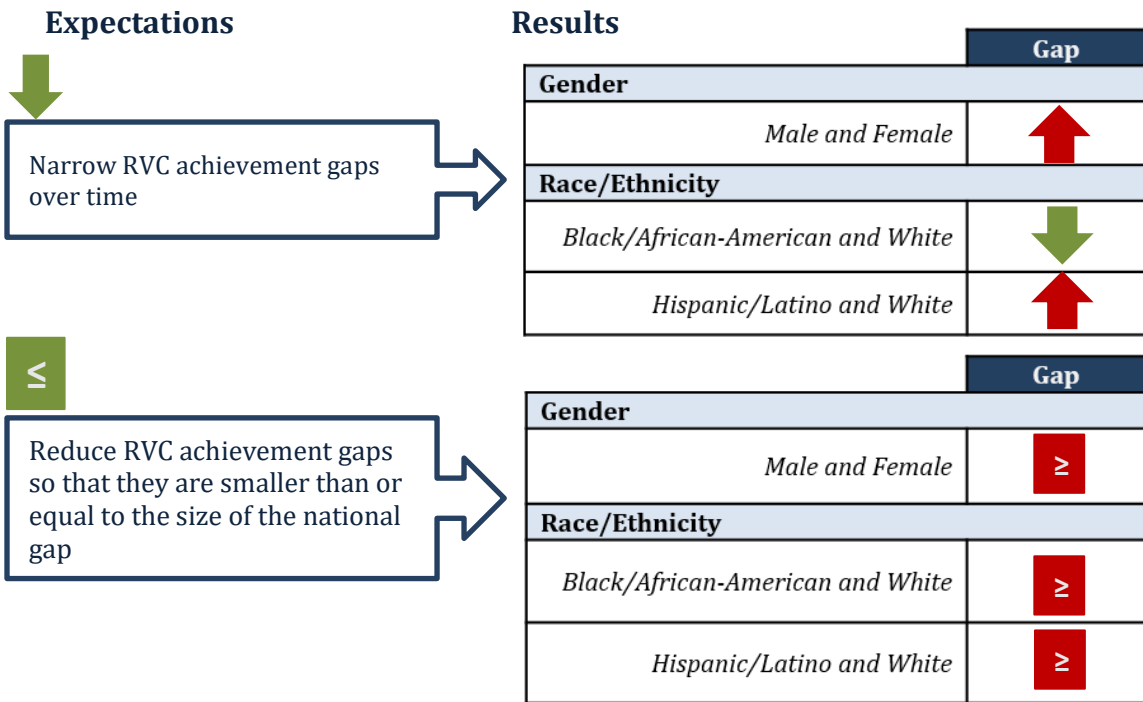 Expectations
Results
Narrow RVC achievement gaps
over time
Gap
Gender
Male and Female
Race/Ethnicity
Black/African-American and White
Hispanic/Latino and White
≤
Reduce RVC achievement gaps
so that they are smaller than or
equal to the size of the national
gap
Gap
Gender
Male and Female ≥
Race/Ethnicity
Black/African-American and White ≥
Hispanic/Latino and White ≥